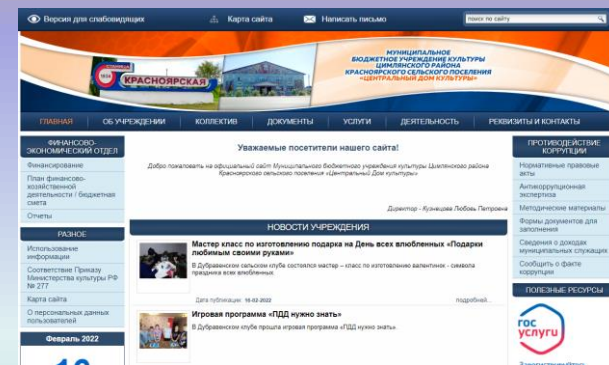 Версия для слабовидящих
Карта сайта
Написать письмо
поиск по сайту
КРАСНОЯРСКАЯ
МУНИЦИПАЛЬНОЕ
БЮДЖЕТНОЕ УЧРЕЖДЕНИЕ КУЛЬТУРЫ
ЦИМЛЯНСКОГО РАЙОНА
КРАСНОЯРСКОГО СЕЛЬСКОГО ПОСЕЛЕНИЯ
«ЦЕНТРАЛЬНЫЙ ДОМ КУЛЬТУРЫ»
ГЛАВНАЯ
ОБ УЧРЕЖДЕНИИ
КОЛЛЕКТИВ
ДОКУМЕНТЫ
УСЛУГИ
ДЕЯТЕЛЬНОСТЬ
РЕКВИЗИТЫ И КОНТАКТЫ
ФИНАНСОВО-
ЭКОНОМИЧЕСКИЙ ОТДЕЛ
Финансирование
План финансово-
хозяйственной
деятельности / бюджетная
смета
Отчеты
РАЗНОЕ
Использование
информации
Соответствие Приказу
Министерства культуры РФ
№ 277
Карта сайта
О персональных данных
пользователей
Февраль 2022
Уважаемые посетители нашего сайта!
Добро пожаловать на официальный сайт Муниципального бюджетного учреждения культуры Цимлянского района
Красноярского сельского поселения «Центральный Дом культуры»
Директор - Кузнецова Любовь Петровна
НОВОСТИ УЧРЕЖДЕНИЯ
Мастер класс по изготовлению подарка на День всех влюбленных «Подарки
любимым своими руками»
В Дубравенском сельском клубе состоялся мастер – класс по изготовлению валентинок - символа
праздника всех влюбленных
Дата публикации: 16-02-2022
подробней...
Игровая программа «ПДД нужно знать»
В Дубравенском клубе прошла игровая программа «ПДД нужно знать»
ПРОТИВОДЕЙСТВИЕ
КОРРУПЦИИ
Нормативные правовые
акты
Антикоррупционная
экспертиза
Методические материалы
Формы документов для
заполнения
Сведения о доходах
муниципальных служащих
Сообщить о факте
коррупции
ПОЛЕЗНЫЕ РЕСУРСЫ
гос
услуги